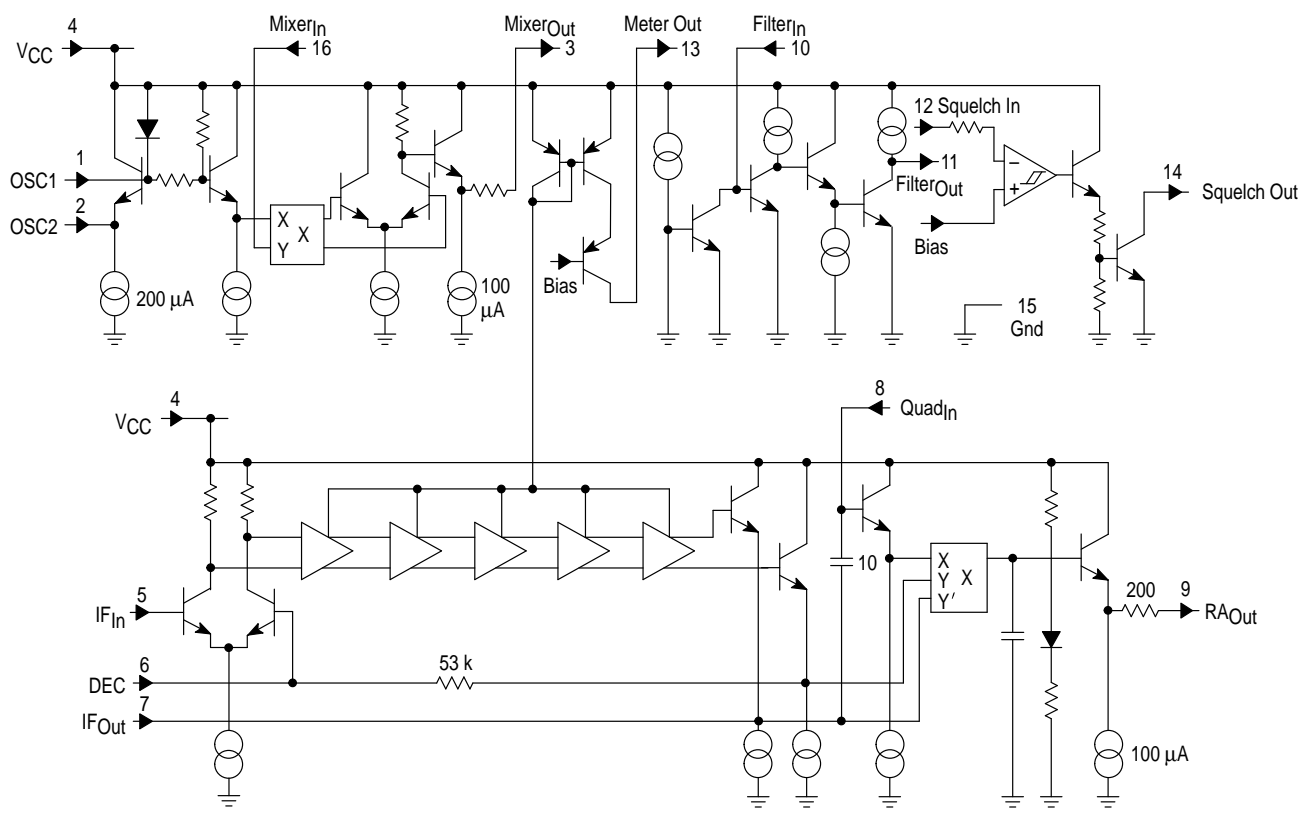 4
VCC
MixerIn
16
MixerOut
3
Meter Out
13
FilterIn
10
12 Squelch In
1
OSC1
2
OSC2
X
Y
X
200 µA
100
µA
Bias
11
FilterOut
−
+
Bias
14
Squelch Out
15
Gnd
4
VCC
8
QuadIn
10
X
Y
Y′
X
5
IFIn
200
9
RAOut
6
DEC
53 k
7
IFOut
100 µA